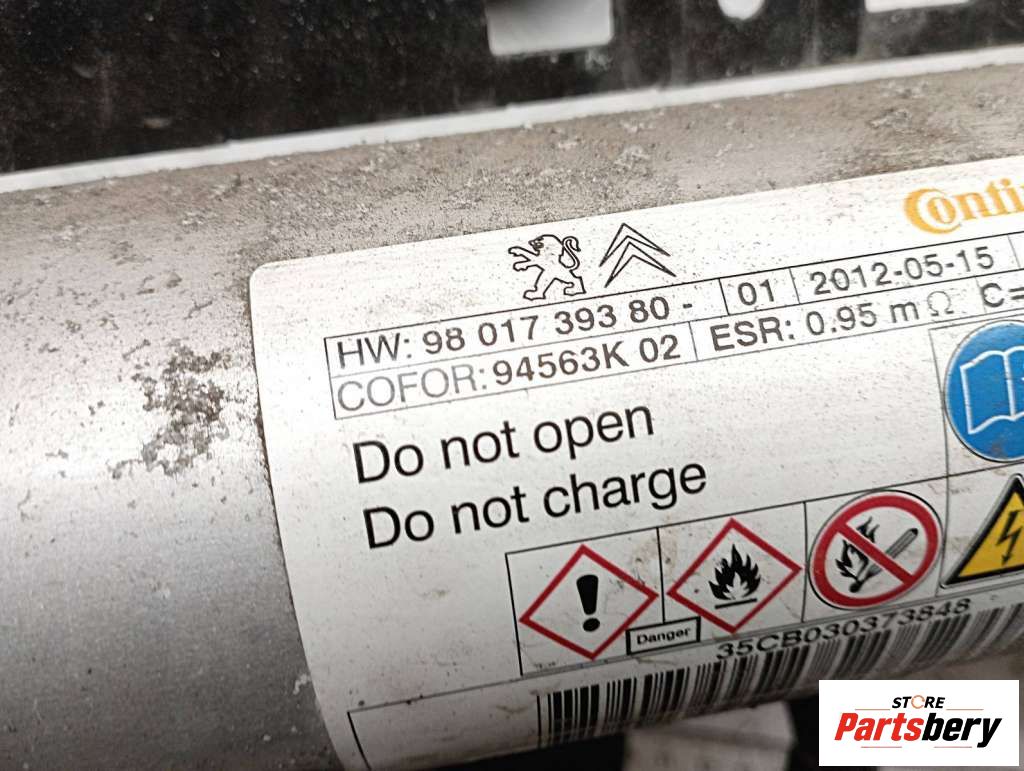 Conti
HW: 98 017 393 80 - 01 2012-05-15
COFOR: 94563K 02 ESR: 0.95 mΩ C=
Do not open
Do not charge
Danger
35CB030373848
STORE
Partsbery